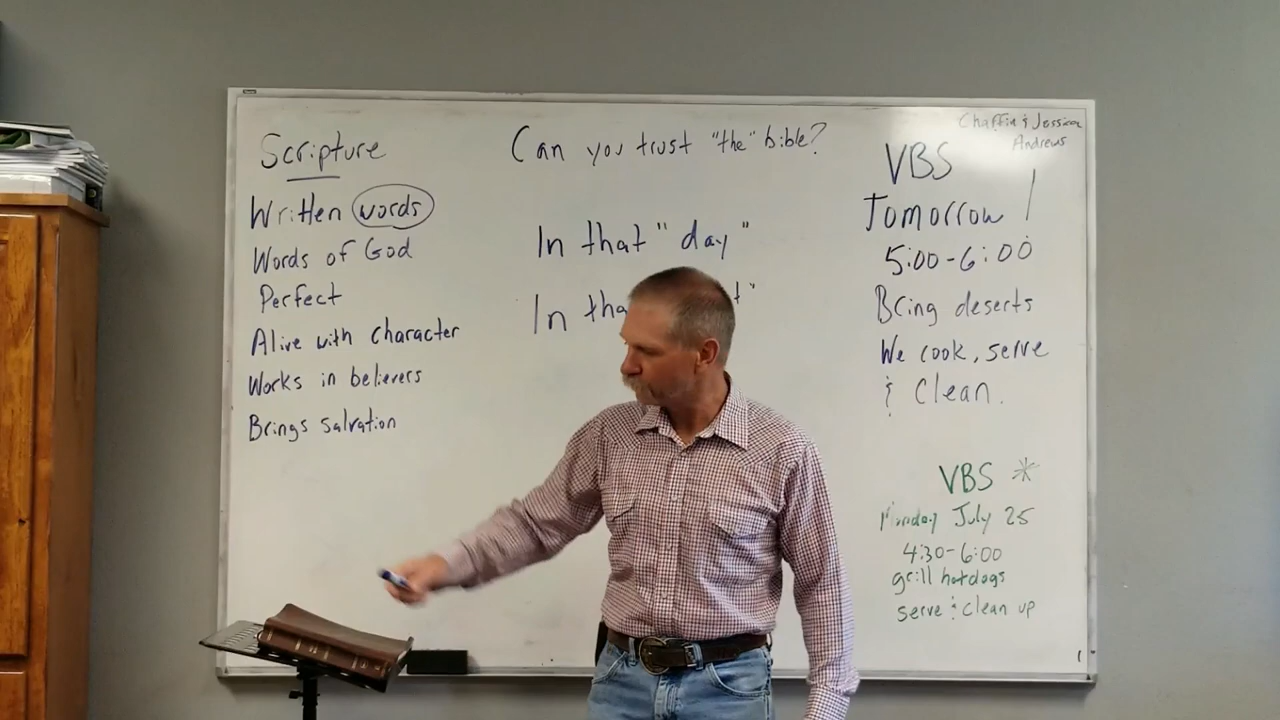 Scripture
Written words
Words of God
Perfect
Alive with character
Works in believers
Brings salvation
Can you trust "the" bible?
In that "day"
In tha t"
Chaffin & Jessica
Andrews
VBS
Tomorrow!
5:00-6:00
Bring deserts
We cook, serve
& Clean.
VBS *
Monday July 25
4:30-6:00
grill hotdogs
serve & clean up